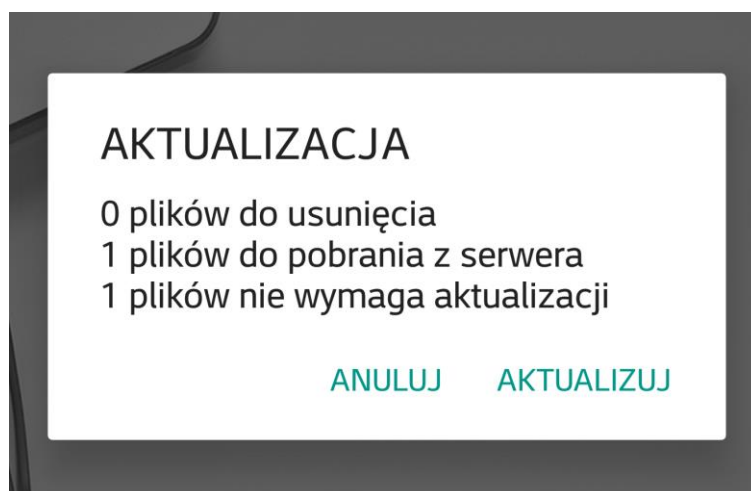 AKTUALIZACJA
0 plików do usunięcia
1 plików do pobrania z serwera
1 plików nie wymaga aktualizacji
ANULUJ AKTUALIZUJ